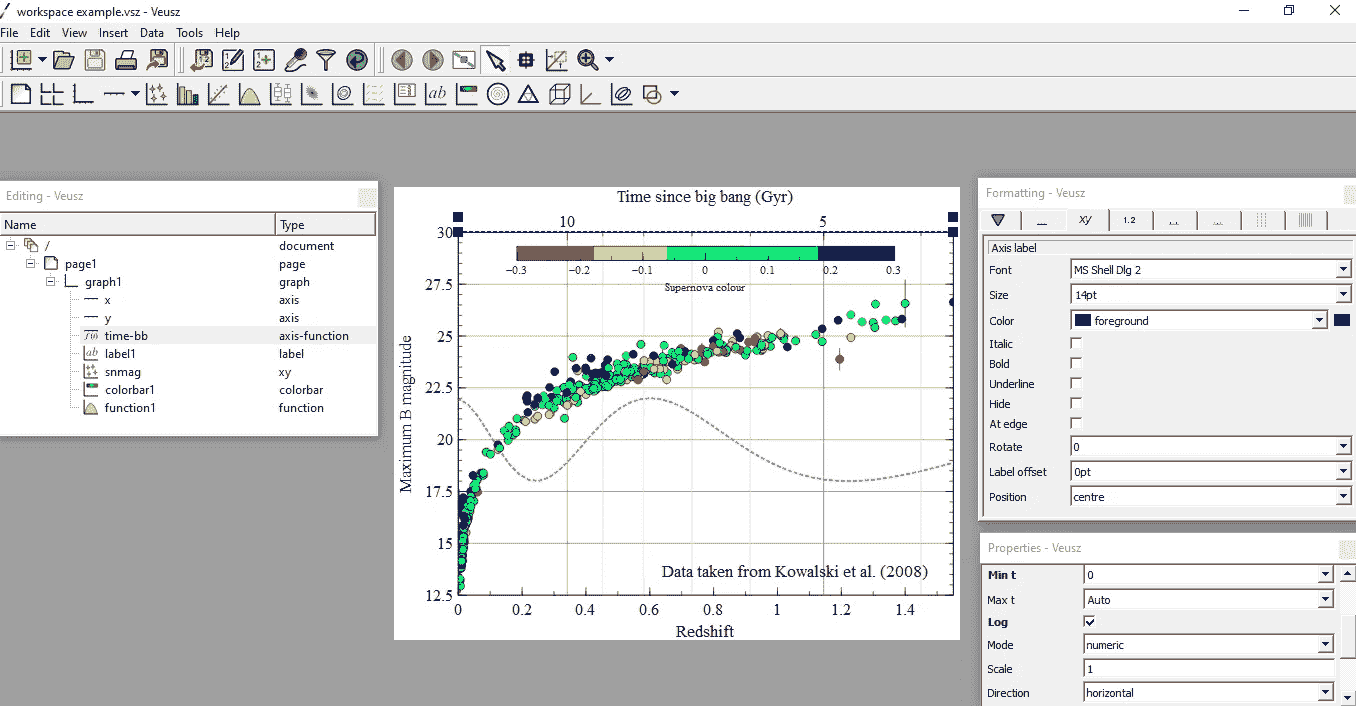 workspace example.vsz - Veusz
File Edit View Insert Data Tools Help
Editing - Veusz
Name Type
/ document
page1 page
graph1 graph
x axis
y axis
f(x) time-bb axis-function
ab label1 label
snmag xy
colorbar1 colorbar
function1 function
Time since big bang (Gyr)
10 5
30
27.5
25
22.5
20
17.5
15
12.5
Maximum B magnitude
−0.3 −0.2 −0.1 0 0.1 0.2 0.3
Supernova colour
Data taken from Kowalski et al. (2008)
0 0.2 0.4 0.6 0.8 1 1.2 1.4
Redshift
Formatting - Veusz
xy 1.2
Axis label
Font MS Shell Dlg 2
Size 14pt
Color foreground
Italic
Bold
Underline
Hide
At edge
Rotate 0
Label offset 0pt
Position centre
Properties - Veusz
Min t 0
Max t Auto
Log
Mode numeric
Scale 1
Direction horizontal